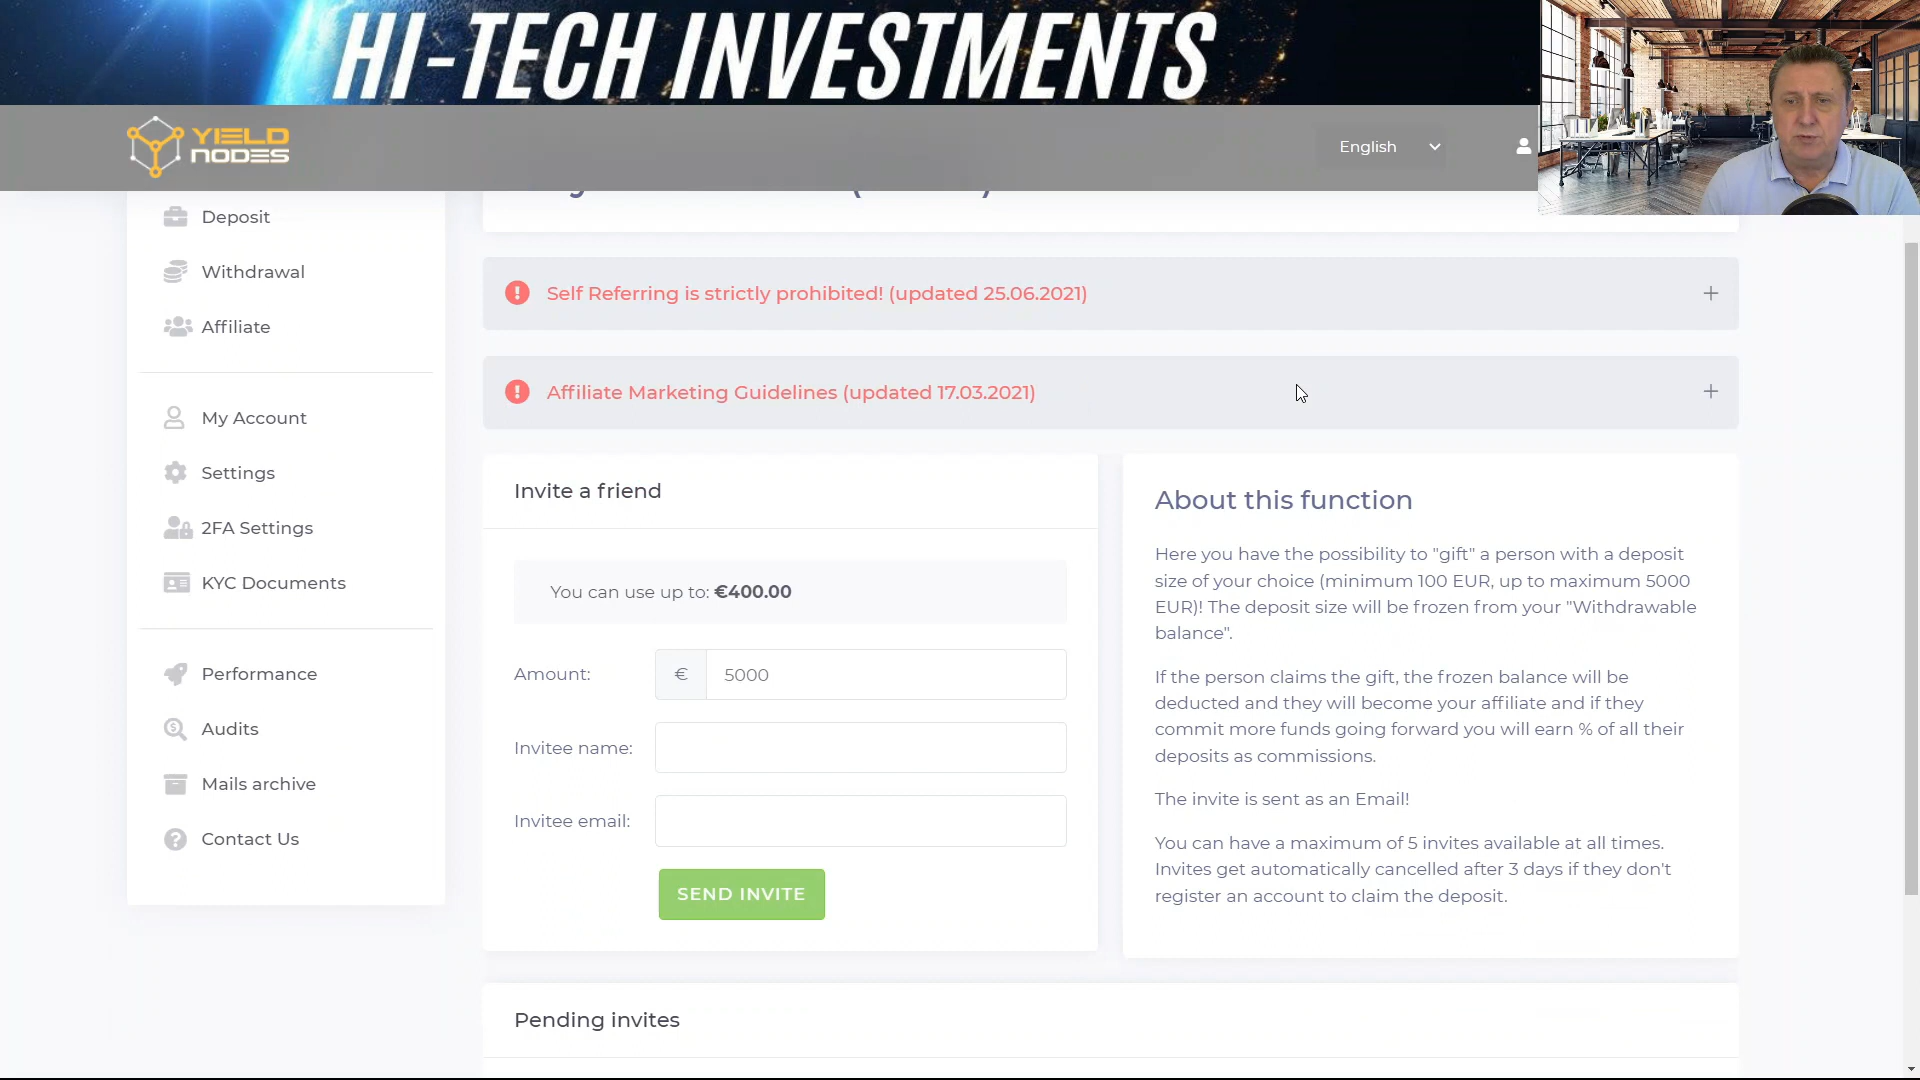 HI-TECH INVESTMENTS
YIELD
NODES
English
Deposit
Withdrawal
Affiliate
My Account
Settings
2FA Settings
KYC Documents
Performance
Audits
Mails archive
Contact Us
Self Referring is strictly prohibited! (updated 25.06.2021)
Affiliate Marketing Guidelines (updated 17.03.2021)
Invite a friend
You can use up to: €400.00
Amount: € 5000
Invitee name:
Invitee email:
SEND INVITE
About this function
Here you have the possibility to "gift" a person with a deposit
size of your choice (minimum 100 EUR, up to maximum 5000
EUR)! The deposit size will be frozen from your "Withdrawable
balance".
If the person claims the gift, the frozen balance will be
deducted and they will become your affiliate and if they
commit more funds going forward you will earn % of all their
deposits as commissions.
The invite is sent as an Email!
You can have a maximum of 5 invites available at all times.
Invites get automatically cancelled after 3 days if they don't
register an account to claim the deposit.
Pending invites